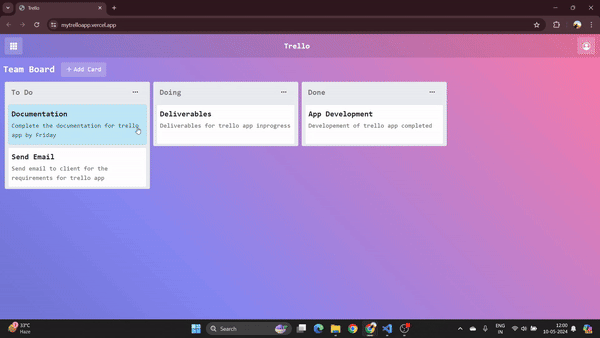 Trello
mytrelloapp.vercel.app
Trello
Team Board + Add Card
To Do
Documentation
Complete the documentation for trello
app by Friday
Send Email
Send email to client for the
requirements for trello app
Doing
Deliverables
Deliverables for trello app inprogress
Done
App Development
Developement of trello app completed
33°C
Haze
Search
ENG
IN
12:00
10-05-2024